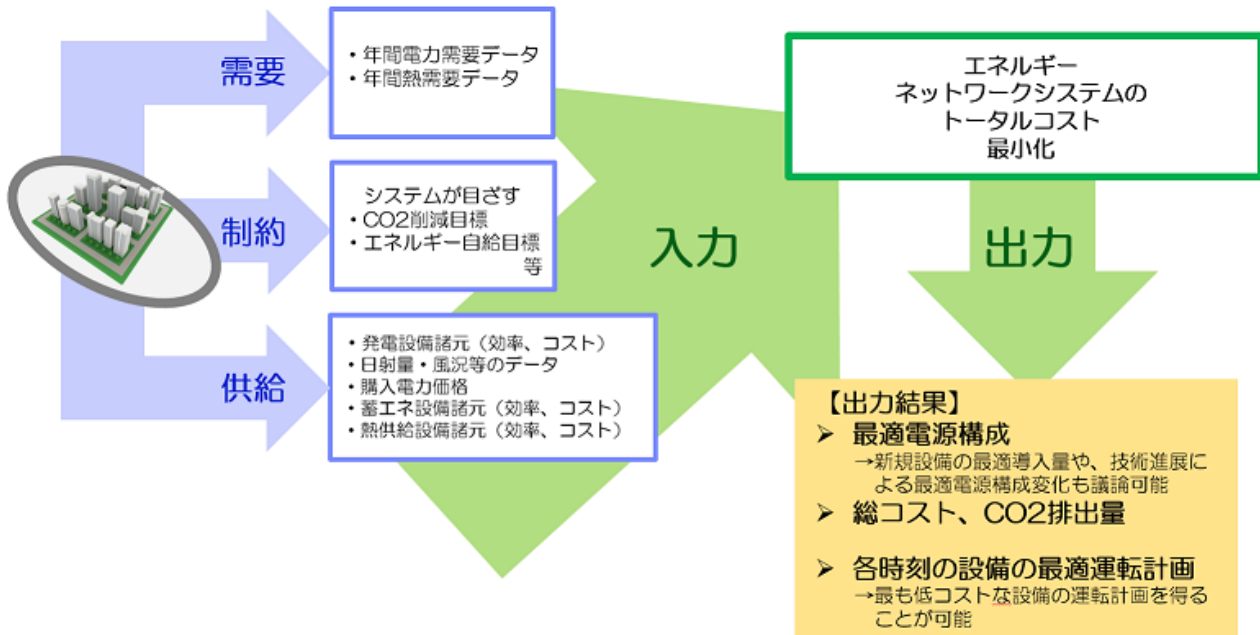 需要
・年間電力需要データ
・年間熱需要データ
制約
システムが目ざす
・CO2削減目標
・エネルギー自給目標
等
供給
・発電設備諸元（効率、コスト）
・日射量・風況等のデータ
・購入電力価格
・蓄エネ設備諸元（効率、コスト）
・熱供給設備諸元（効率、コスト）
入力
エネルギー
ネットワークシステムの
トータルコスト
最小化
出力
【出力結果】
➢ 最適電源構成
→新規設備の最適導入量や、技術進展に
よる最適電源構成変化も議論可能
➢ 総コスト、CO2排出量
➢ 各時刻の設備の最適運転計画
→最も低コストな設備の運転計画を得る
ことが可能